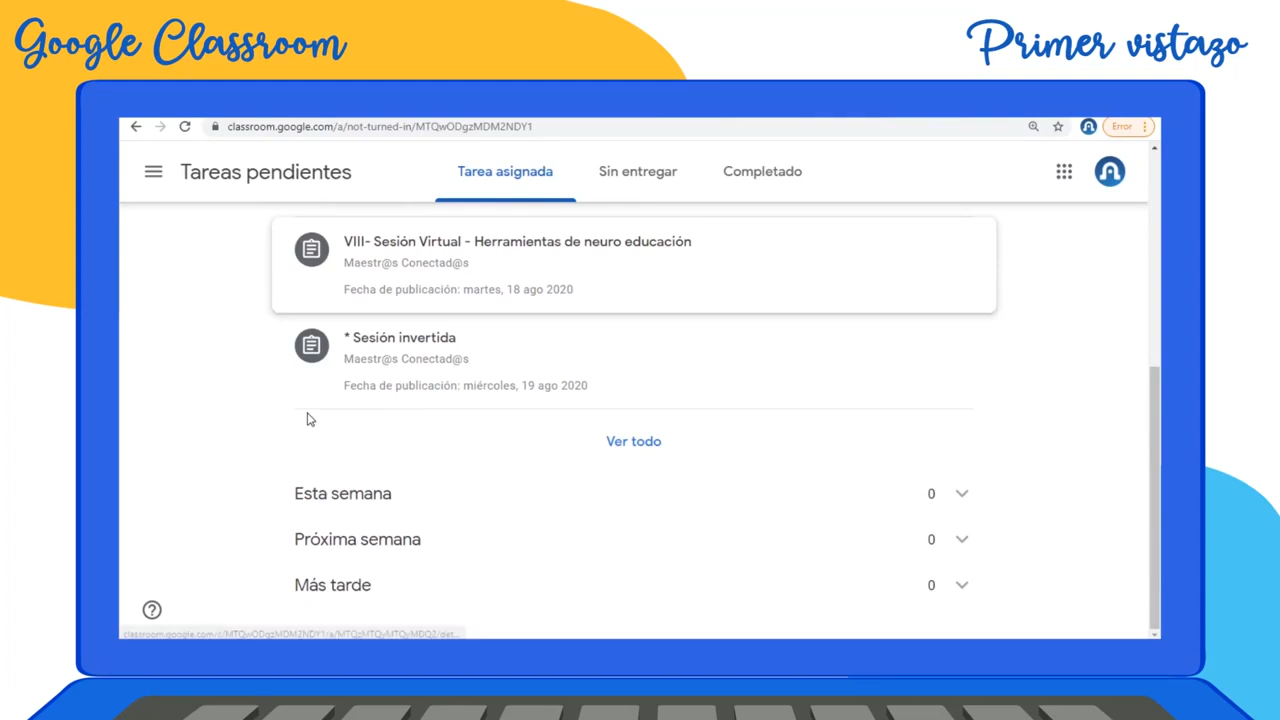 Google Classroom
Primer vistazo
classroom.google.com/a/not-turned-in/MTQwODgzMDM2NDY1
Error
Tareas pendientes
Tarea asignada
Sin entregar
Completado
VIII- Sesión Virtual - Herramientas de neuro educación
Maestr@s Conectad@s
Fecha de publicación: martes, 18 ago 2020
* Sesión invertida
Maestr@s Conectad@s
Fecha de publicación: miércoles, 19 ago 2020
Ver todo
Esta semana 0
Próxima semana 0
Más tarde 0